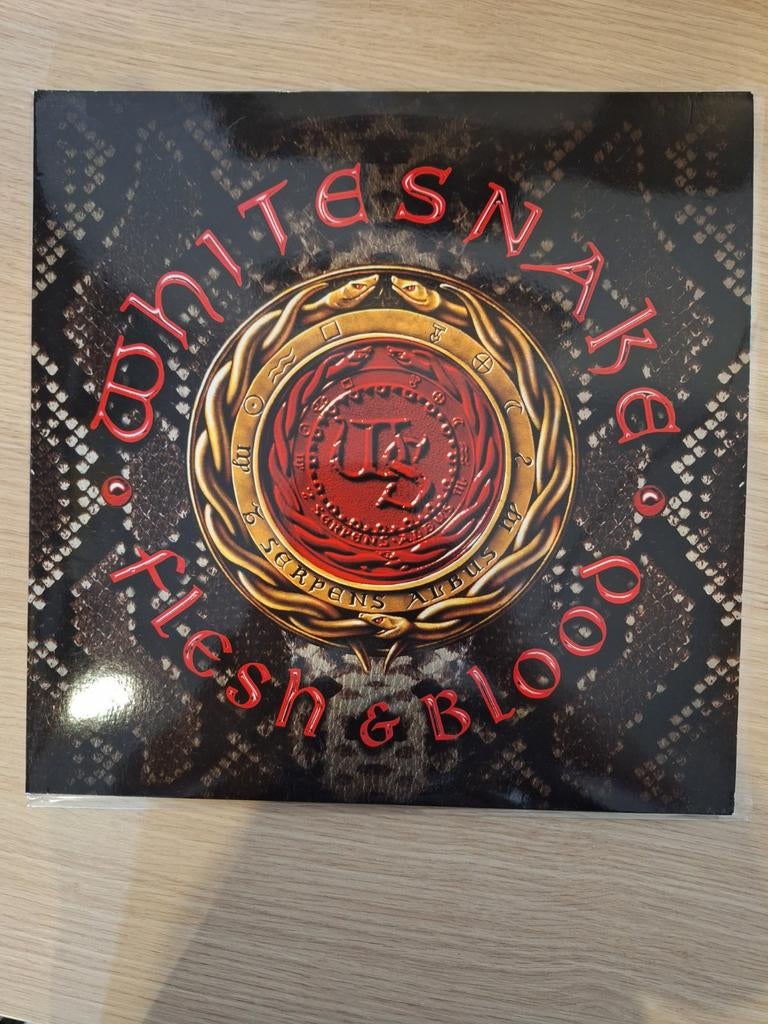 WHITESNAKE
WS
SERPENS ALBUS
SERPENS ALBUS
FLESH & BLOOD